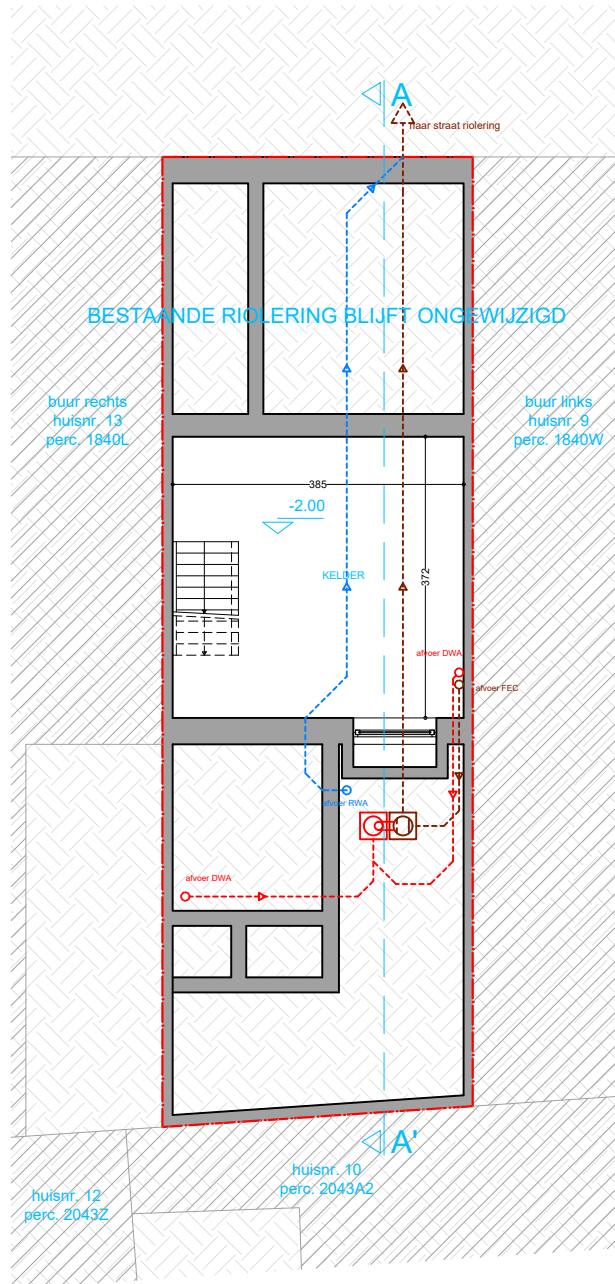 A
naar straat riolering
BESTAANDE RIOLERING BLIJFT ONGEWIJZIGD
buur rechts
huisnr. 13
perc. 1840L
buur links
huisnr. 9
perc. 1840W
385
-2.00
KELDER
372
afvoer DWA
afvoer FEC
afvoer RWA
afvoer DWA
A'
huisnr. 10
perc. 2043A2
huisnr. 12
perc. 2043Z